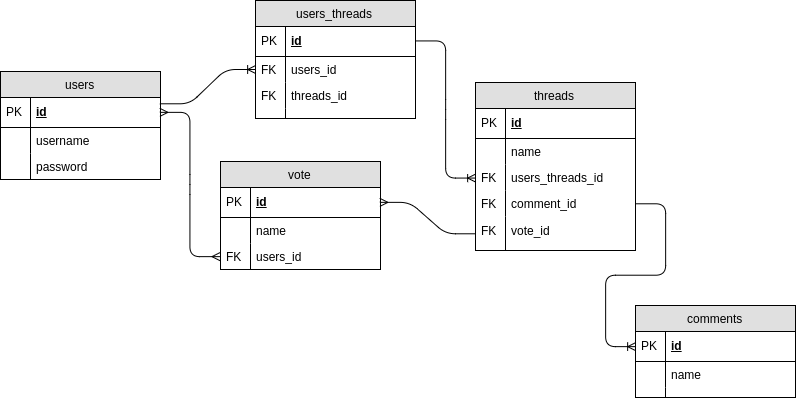 users_threads
PK id
FK users_id
FK threads_id
users
PK id
username
password
threads
PK id
name
FK users_threads_id
FK comment_id
FK vote_id
vote
PK id
name
FK users_id
comments
PK id
name